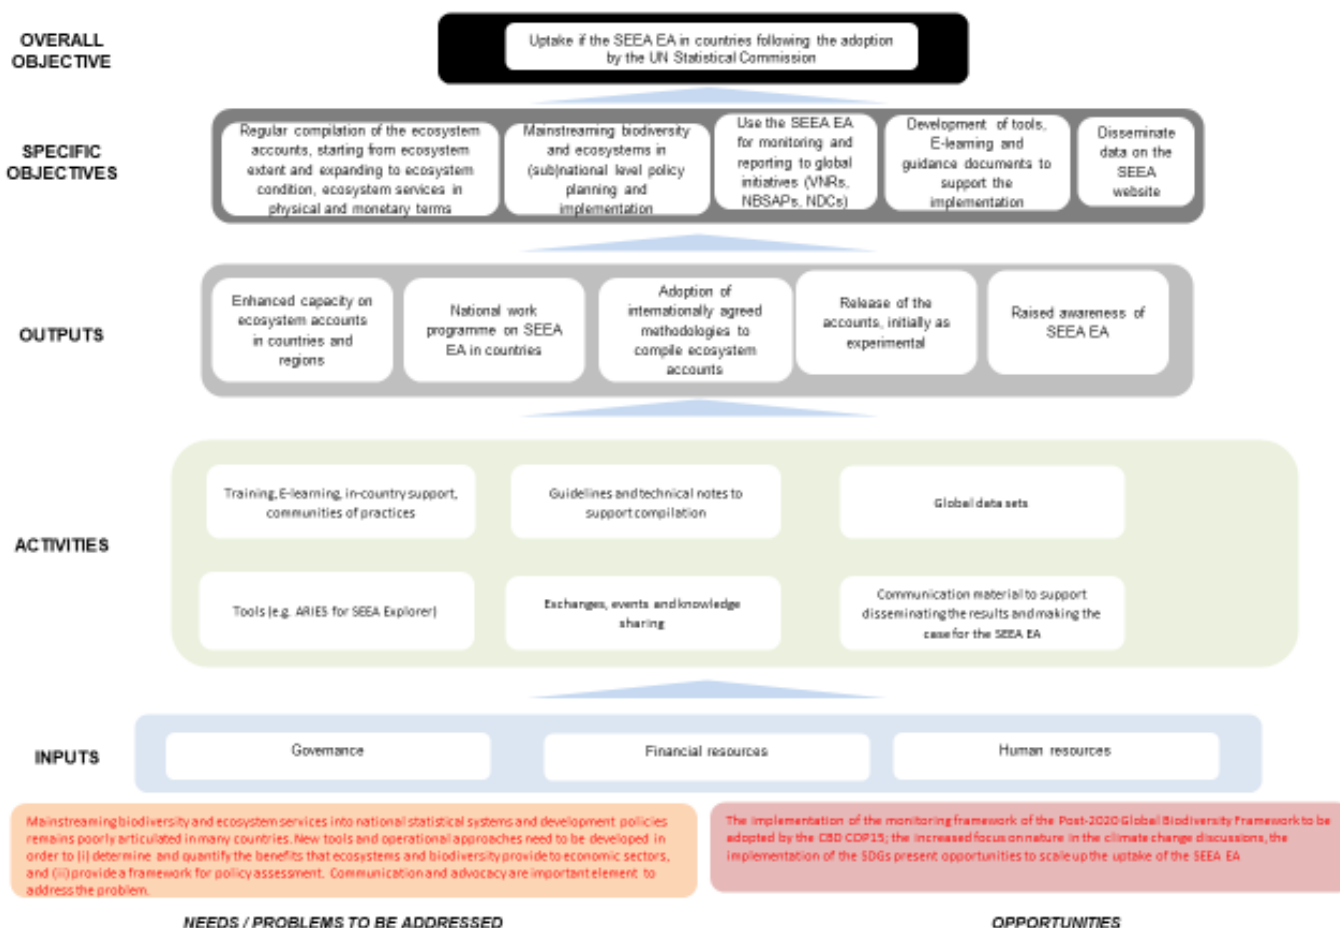 OVERALL
OBJECTIVE
Uptake if the SEEA EA in countries following the adoption
by the UN Statistical Commission
SPECIFIC
OBJECTIVES
Regular compilation of the ecosystem
accounts, starting from ecosystem
extent and expanding to ecosystem
condition, ecosystem services in
physical and monetary terms
Mainstreaming biodiversity
and ecosystems in
(sub)national level policy
planning and
implementation
Use the SEEA EA
for monitoring and
reporting to global
initiatives (VNRs,
NBSAPs, NDCs)
Development of tools,
E-learning and
guidance documents to
support the
implementation
Disseminate
data on the
SEEA
website
OUTPUTS
Enhanced capacity on
ecosystem accounts
in countries and
regions
National work
programme on SEEA
EA in countries
Adoption of
internationally agreed
methodologies to
compile ecosystem
accounts
Release of the
accounts, initially as
experimental
Raised awareness of
SEEA EA
ACTIVITIES
Training, E-learning, in-country support,
communities of practices
Guidelines and technical notes to
support compilation
Global data sets
Tools (e.g. ARIES for SEEA Explorer)
Exchanges, events and knowledge
sharing
Communication material to support
disseminating the results and making the
case for the SEEA EA
INPUTS
Governance
Financial resources
Human resources
Mainstreaming biodiversity and ecosystem services into national statistical systems and development policies
remains poorly articulated in many countries. New tools and operational approaches need to be developed in
order to (i) determine and quantify the benefits that ecosystems and biodiversity provide to economic sectors,
and (ii) provide a framework for policy assessment. Communication and advocacy are important element to
address the problem.
The implementation of the monitoring framework of the Post-2020 Global Biodiversity Framework to be
adopted by the CBD COP15; the increased focus on nature in the climate change discussions, the
implementation of the SDGs present opportunities to scale up the uptake of the SEEA EA
NEEDS / PROBLEMS TO BE ADDRESSED
OPPORTUNITIES